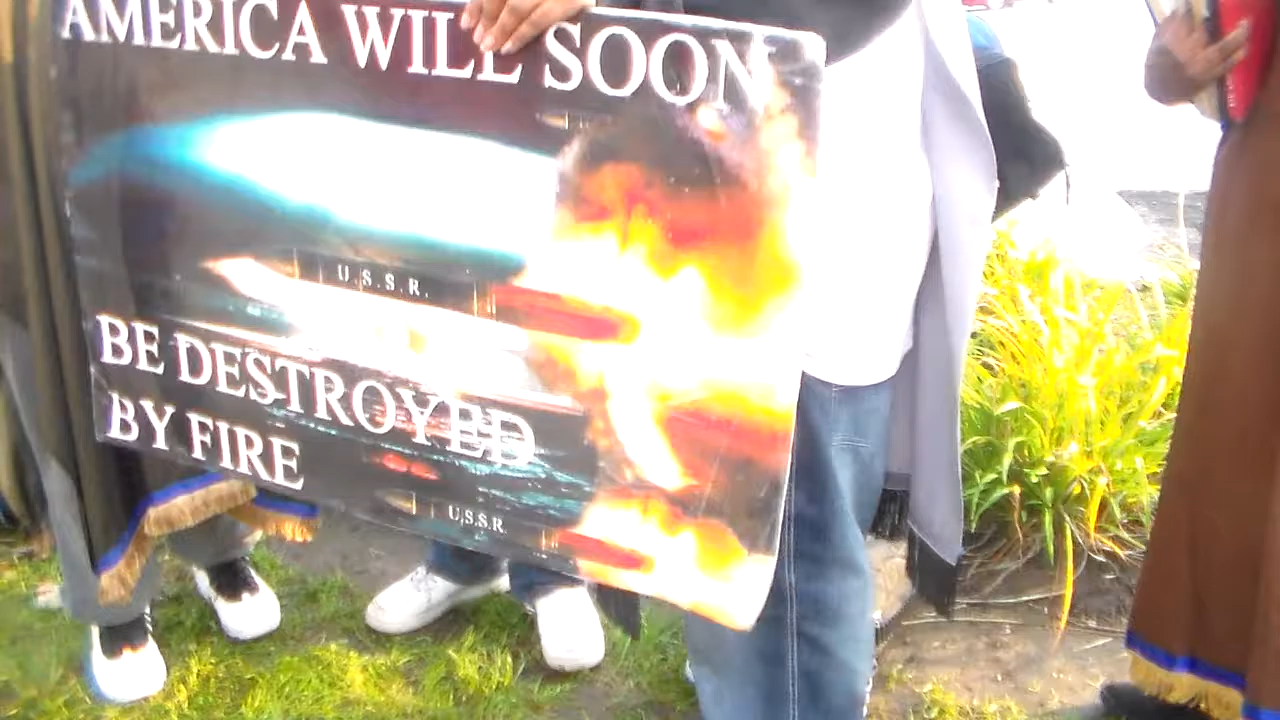 AMERICA WILL SOON
U.S.S.R.
BE DESTROYED
BY FIRE
U.S.S.R.